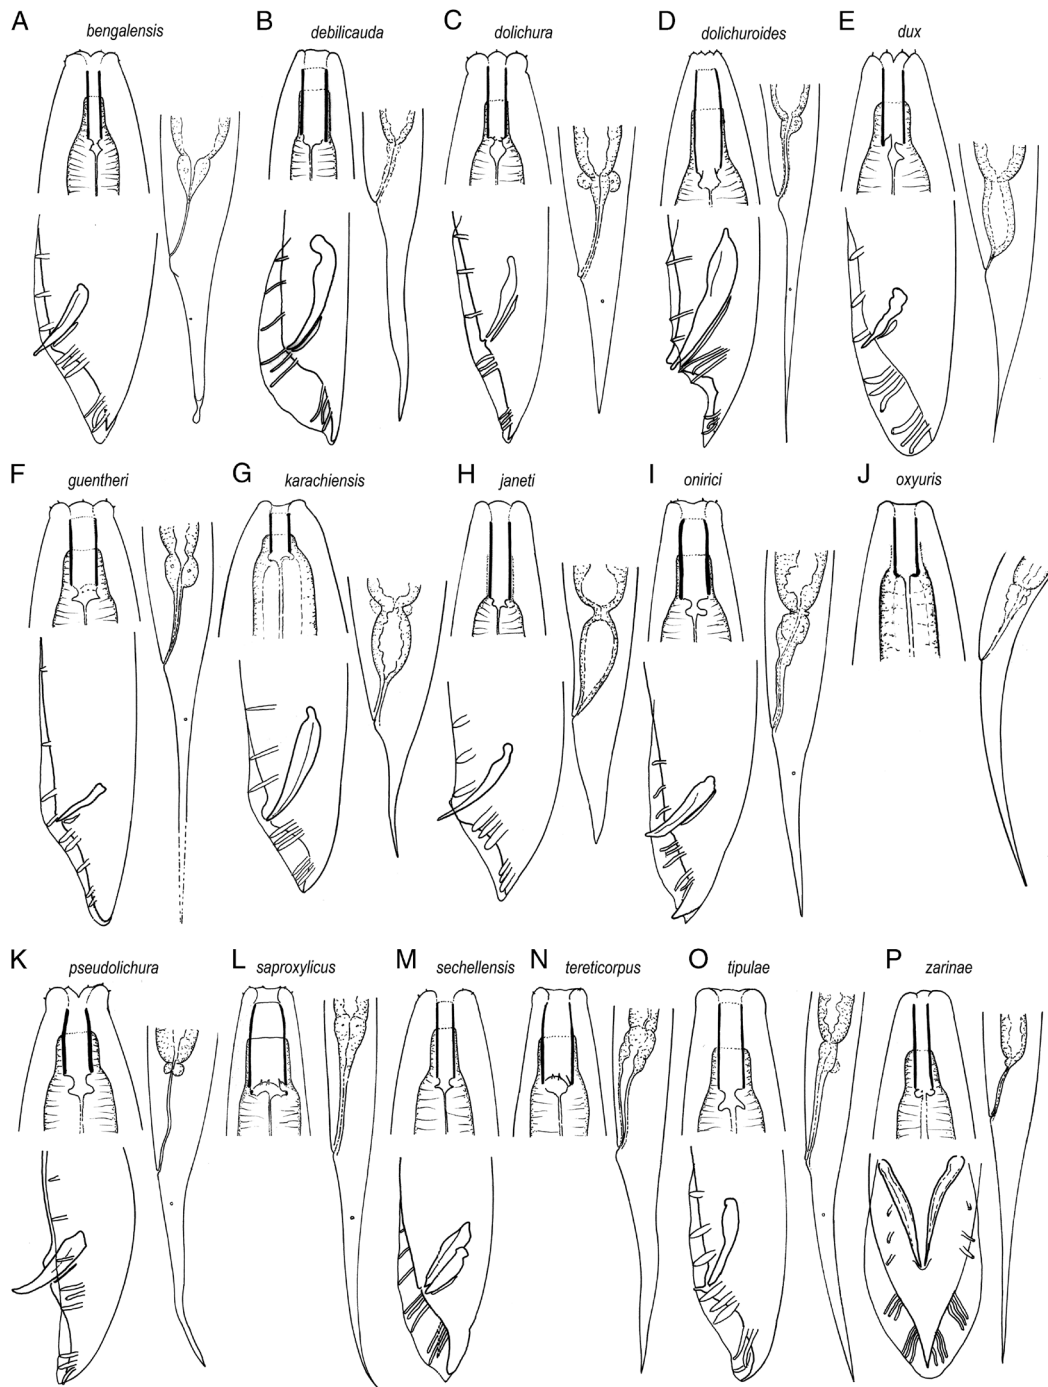 A bengalensis
B debilicauda
C dolichura
D dolichuroides
E dux
F guentheri
G karachiensis
H janeti
I onirici
J oxyuris
K pseudolichura
L saproxylicus
M sechellensis
N tereticorpus
O tipulae
P zarinae